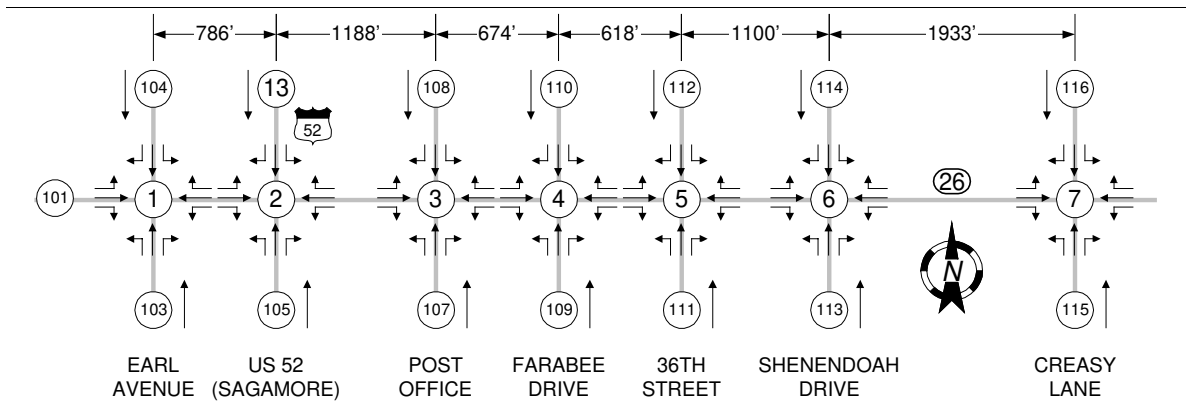 786’ 1188’ 674’ 618’ 1100’ 1933’
104 13 108 110 112 114 116
52
26
101 1 2 3 4 5 6 7
N
103 105 107 109 111 113 115
EARL US 52 POST FARABEE 36TH SHENENDOAH CREASY
AVENUE (SAGAMORE) OFFICE DRIVE STREET DRIVE LANE